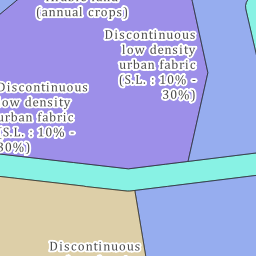 (annual crops)
Discontinuous
low density
urban fabric
(S.L. : 10% -
30%)
Discontinuous
low density
urban fabric
(S.L. : 10% -
30%)
Discontinuous